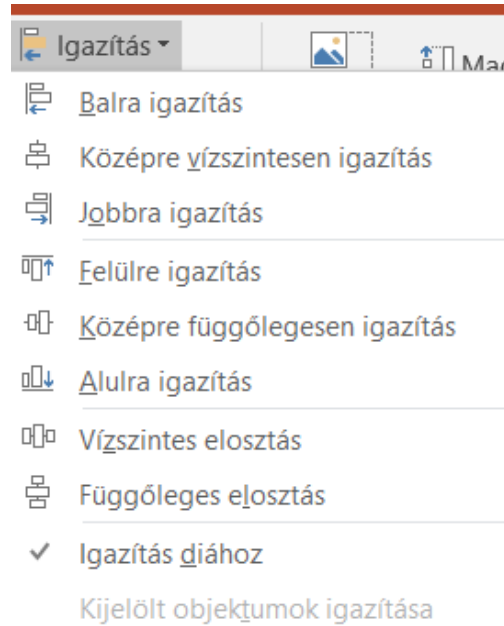 Igazítás
Balra igazítás
Középre vízszintesen igazítás
Jobbra igazítás
Felülre igazítás
Középre függőlegesen igazítás
Alulra igazítás
Vízszintes elosztás
Függőleges elosztás
Igazítás diához
Kijelölt objektumok igazítása